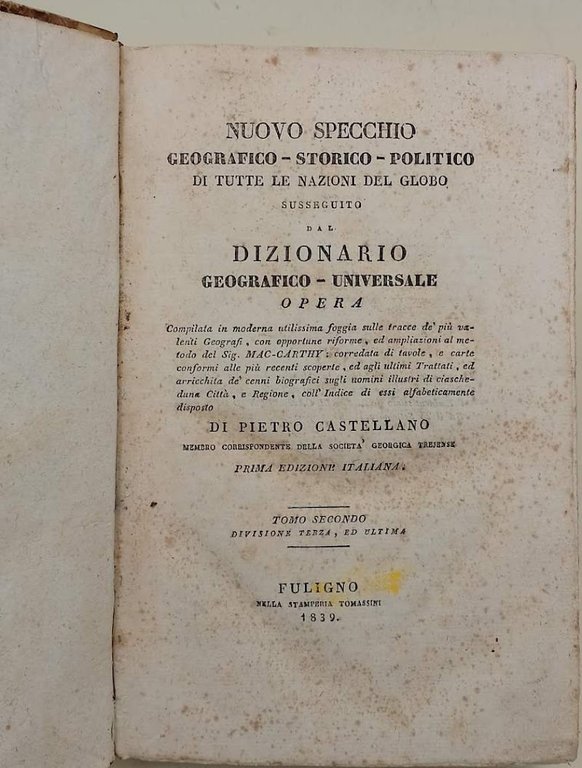 NUOVO SPECCHIO
GEOGRAFICO - STORICO - POLITICO
DI TUTTE LE NAZIONI DEL GLOBO
SUSSEGUITO
DAL
DIZIONARIO
GEOGRAFICO - UNIVERSALE
OPERA
Compilata in moderna utilissima foggia sulle tracce de' più va-
lenti Geografi, con opportune riforme, ed ampliazioni al me-
todo del Sig. MAC-CARTHY: corredata di tavole, e carte
conformi alle più recenti scoperte, ed agli ultimi Trattati, ed
arricchita de' cenni biografici sugli uomini illustri di ciasche-
duna Città, e Regione, coll' Indice di essi alfabeticamente
disposto
DI PIETRO CASTELLANO
MEMBRO CORRISPONDENTE DELLA SOCIETA' GEORGICA TREJENSE
PRIMA EDIZIONE ITALIANA.
TOMO SECONDO
DIVISIONE TERZA, ED ULTIMA
FULIGNO
NELLA STAMPERIA TOMASSINI
1839.